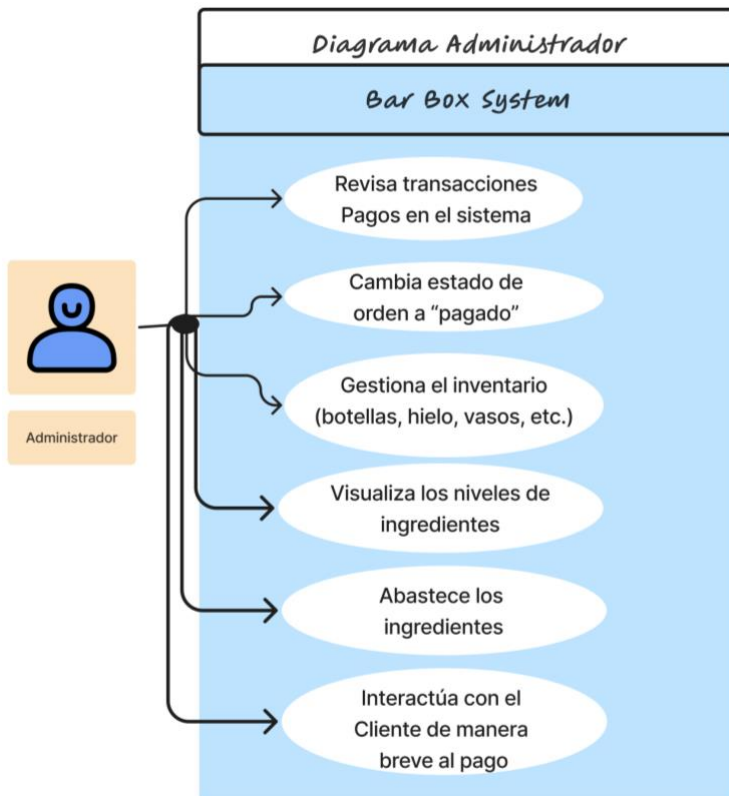 Diagrama Administrador
Bar Box System
Revisa transacciones
Pagos en el sistema
Cambia estado de
orden a “pagado”
Gestiona el inventario
(botellas, hielo, vasos, etc.)
Administrador
Visualiza los niveles de
ingredientes
Abastece los
ingredientes
Interactúa con el
Cliente de manera
breve al pago